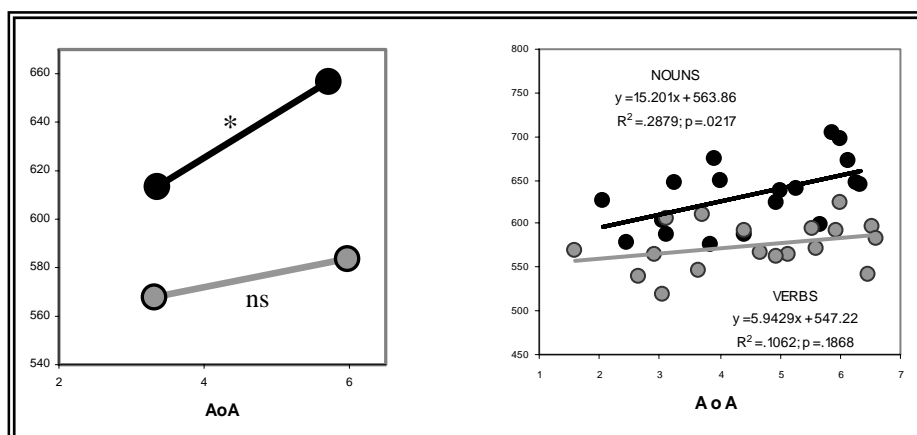 660
640
620
600
580
560
540
2 4 6
AoA
*
ns
800
750
700
650
600
550
500
450
1 2 3 4 5 6 7
A o A
NOUNS
y =15.201x + 563.86
R² =.2879; p =.0217
VERBS
y =5.9429x + 547.22
R² =.1062; p =.1868